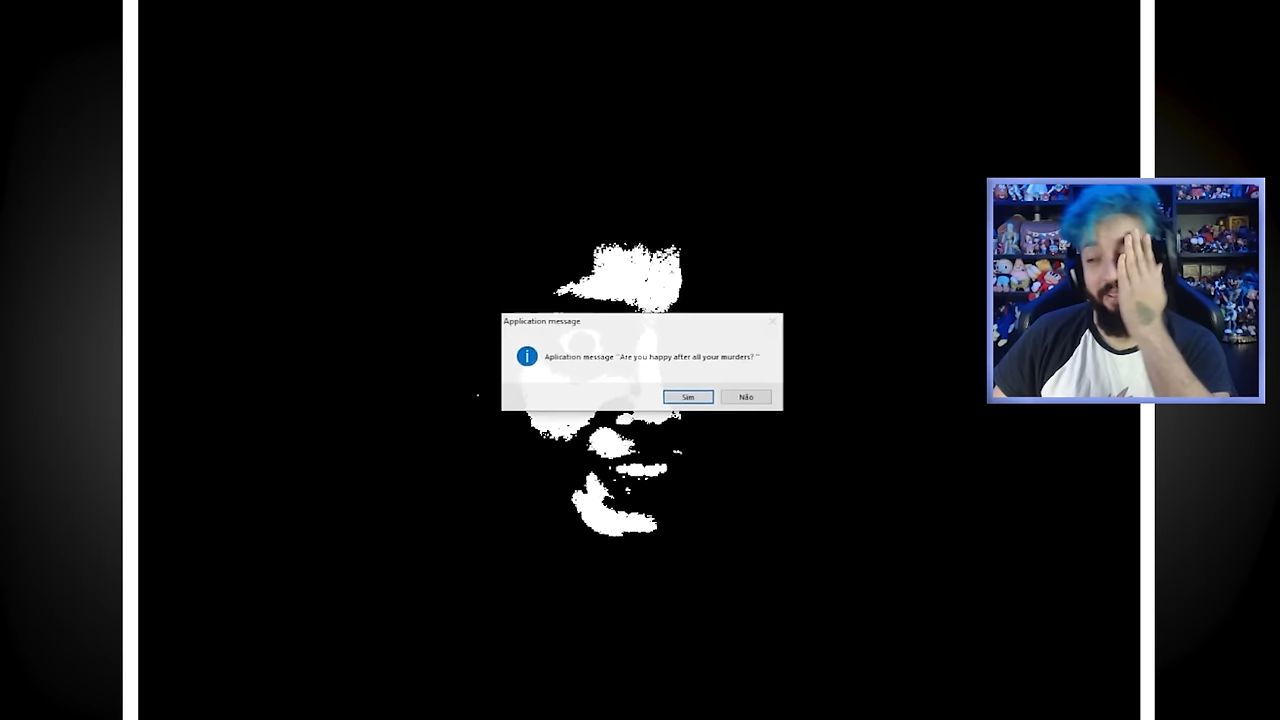 Application message
Aplication message "Are you happy after all your murders? "
Sim
Não